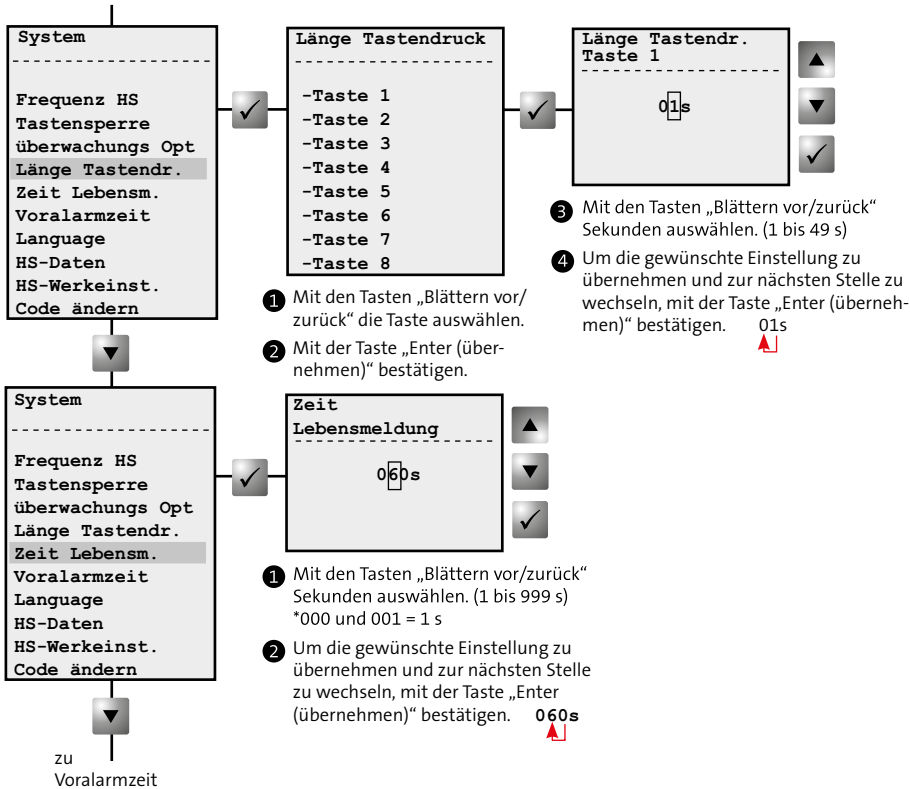 System
Frequenz HS
Tastensperre
überwachungs Opt
Länge Tastendr.
Zeit Lebensm.
Voralarmzeit
Language
HS-Daten
HS-Werkeinst.
Code ändern
Länge Tastendruck
-Taste 1
-Taste 2
-Taste 3
-Taste 4
-Taste 5
-Taste 6
-Taste 7
-Taste 8
1 Mit den Tasten „Blättern vor/
zurück“ die Taste auswählen.
2 Mit der Taste „Enter (über-
nehmen)“ bestätigen.
Länge Tastendr.
Taste 1
01s
3 Mit den Tasten „Blättern vor/zurück“
Sekunden auswählen. (1 bis 49 s)
4 Um die gewünschte Einstellung zu
übernehmen und zur nächsten Stelle zu
wechseln, mit der Taste „Enter (überneh-
men)“ bestätigen. 01s
System
Frequenz HS
Tastensperre
überwachungs Opt
Länge Tastendr.
Zeit Lebensm.
Voralarmzeit
Language
HS-Daten
HS-Werkeinst.
Code ändern
Zeit
Lebensmeldung
060s
1 Mit den Tasten „Blättern vor/zurück“
Sekunden auswählen. (1 bis 999 s)
*000 und 001 = 1 s
2 Um die gewünschte Einstellung zu
übernehmen und zur nächsten Stelle
zu wechseln, mit der Taste „Enter
(übernehmen)“ bestätigen. 060s
zu
Voralarmzeit